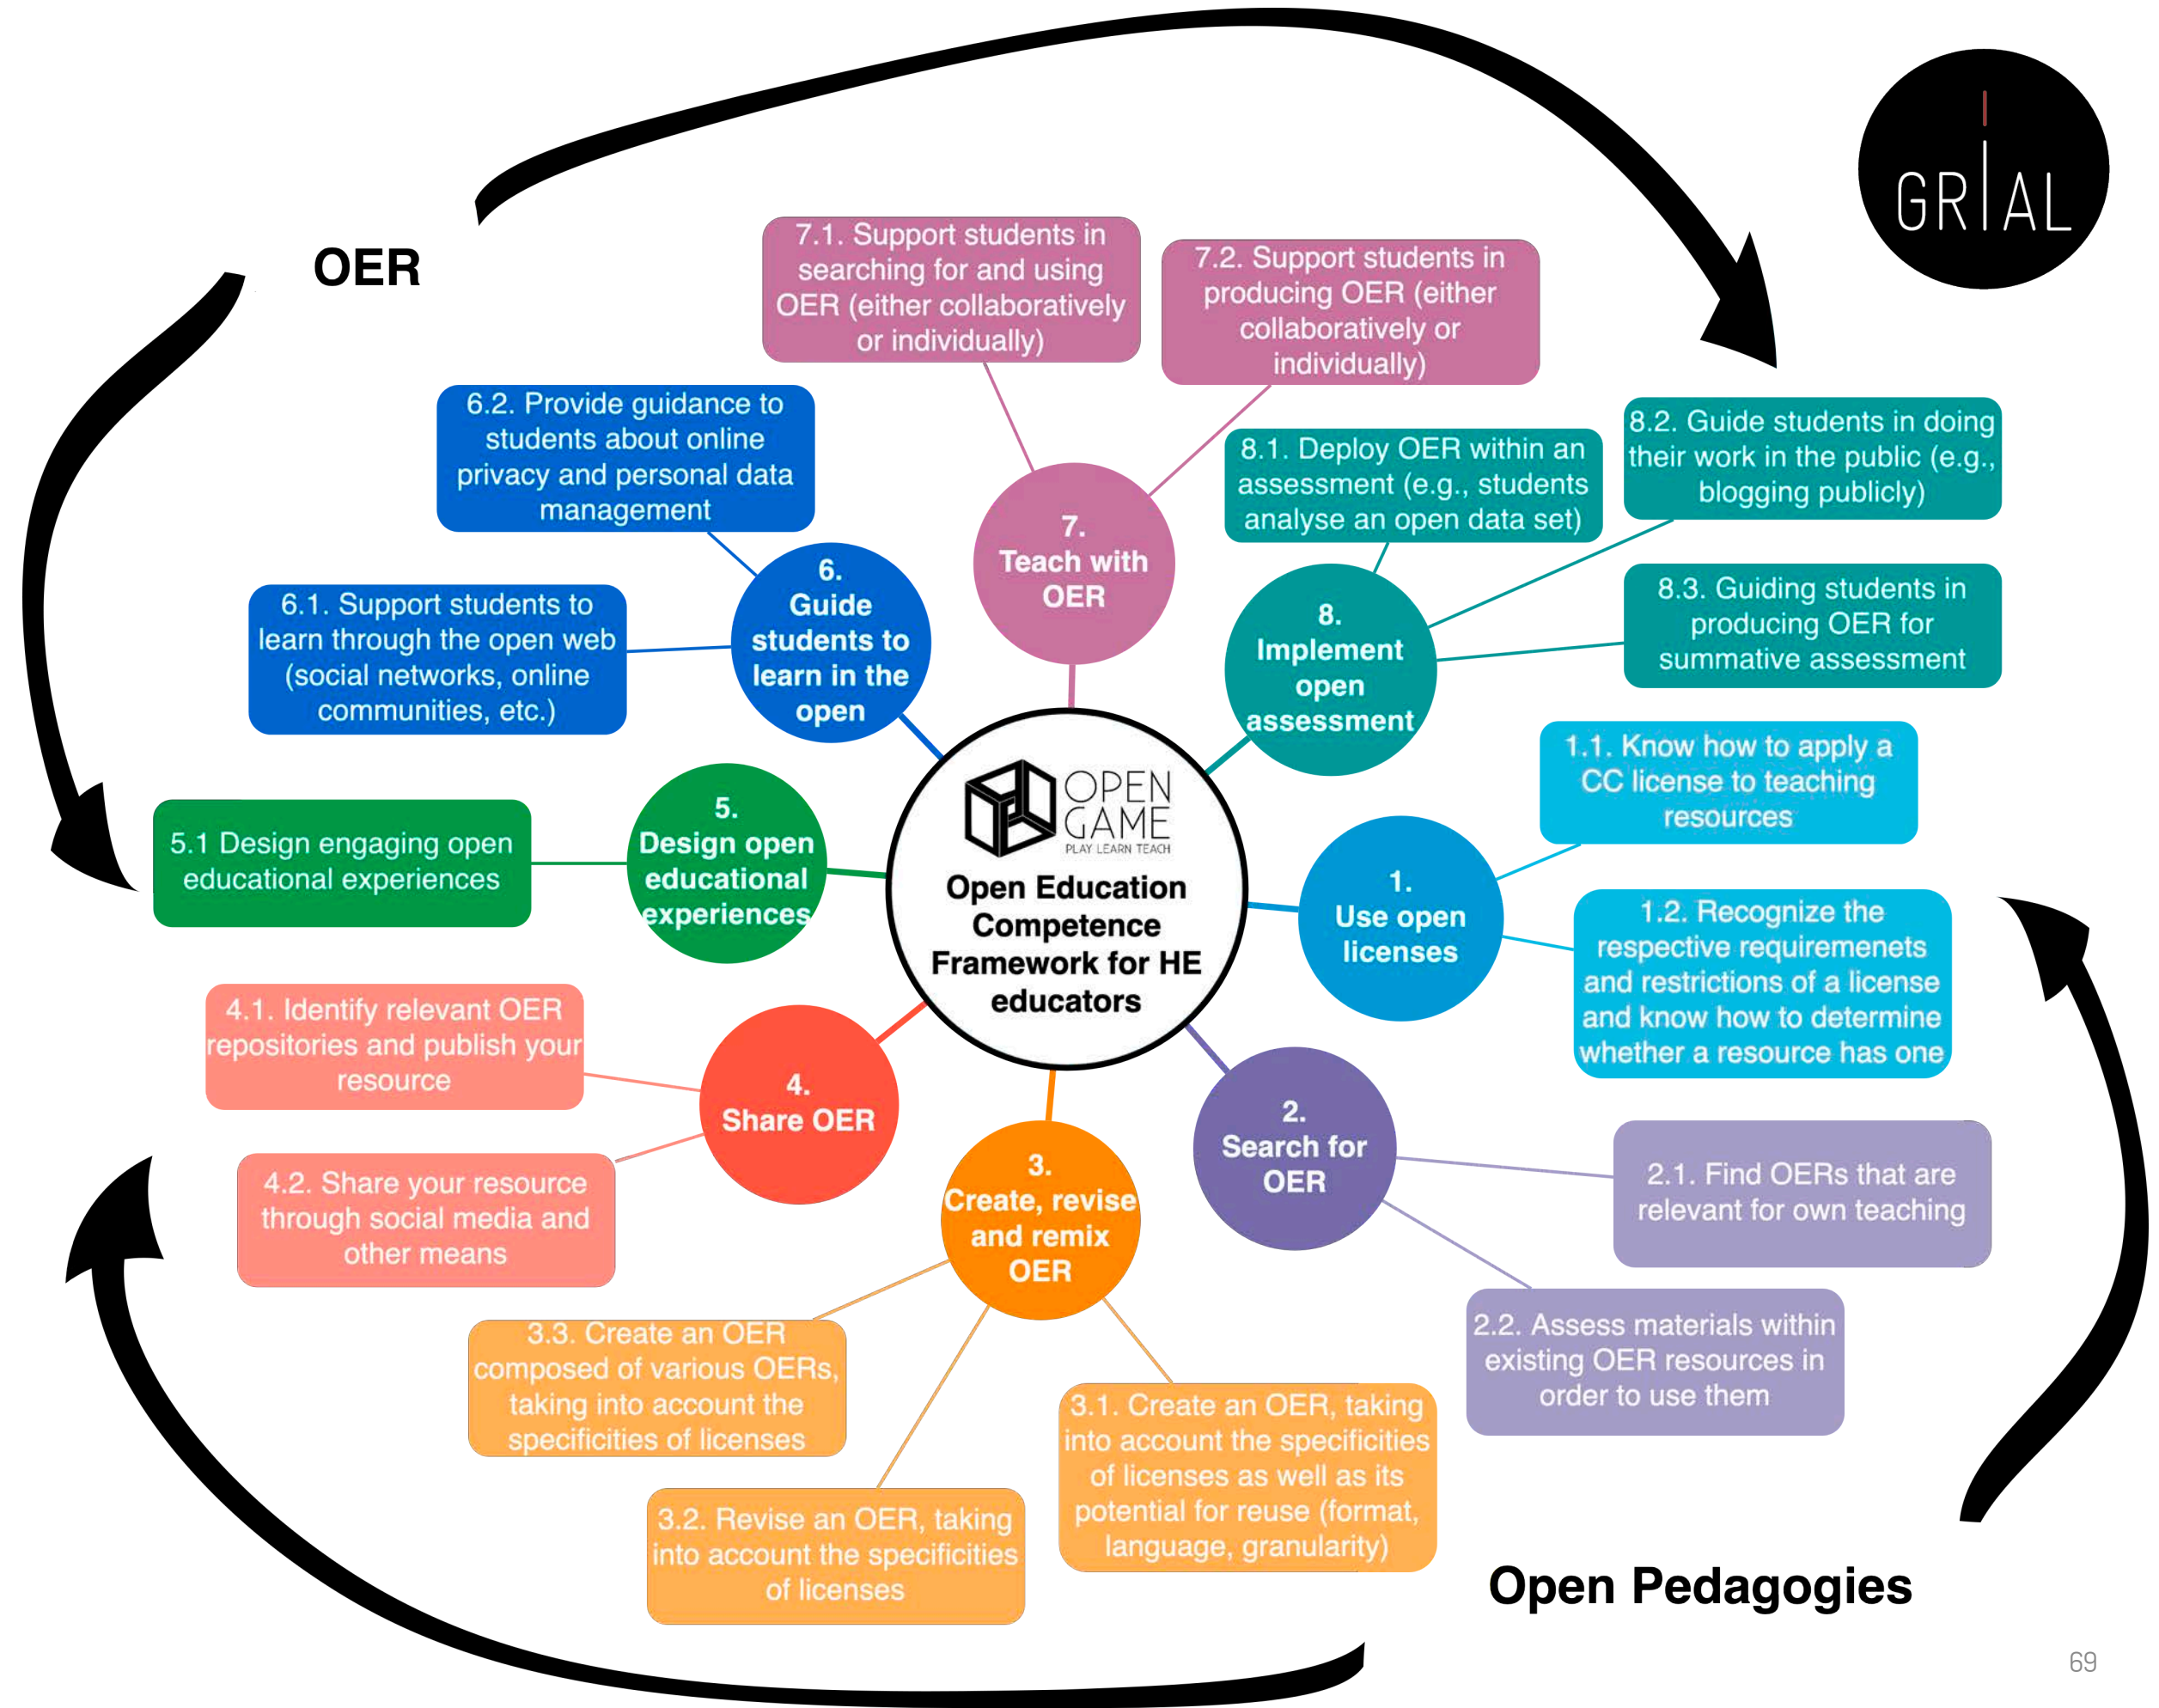 OER
GRIAL
7.1. Support students in
searching for and using
OER (either collaboratively
or individually)
7.2. Support students in
producing OER (either
collaboratively or
individually)
6.2. Provide guidance to
students about online
privacy and personal data
management
8.1. Deploy OER within an
assessment (e.g., students
analyse an open data set)
8.2. Guide students in doing
their work in the public (e.g.,
blogging publicly)
7.
Teach with
OER
6.
Guide
students to
learn in the
open
6.1. Support students to
learn through the open web
(social networks, online
communities, etc.)
8.
Implement
open
assessment
8.3. Guiding students in
producing OER for
summative assessment
1.1. Know how to apply a
CC license to teaching
resources
OPEN
GAME
PLAY LEARN TEACH
Open Education
Competence
Framework for HE
educators
5.
Design open
educational
experiences
5.1 Design engaging open
educational experiences
1.
Use open
licenses
1.2. Recognize the
respective requiremenets
and restrictions of a license
and know how to determine
whether a resource has one
4.1. Identify relevant OER
repositories and publish your
resource
4.
Share OER
4.2. Share your resource
through social media and
other means
2.
Search for
OER
2.1. Find OERs that are
relevant for own teaching
2.2. Assess materials within
existing OER resources in
order to use them
3.
Create, revise
and remix
OER
3.3. Create an OER
composed of various OERs,
taking into account the
specificities of licenses
3.1. Create an OER, taking
into account the specificities
of licenses as well as its
potential for reuse (format,
language, granularity)
3.2. Revise an OER, taking
into account the specificities
of licenses
Open Pedagogies
69